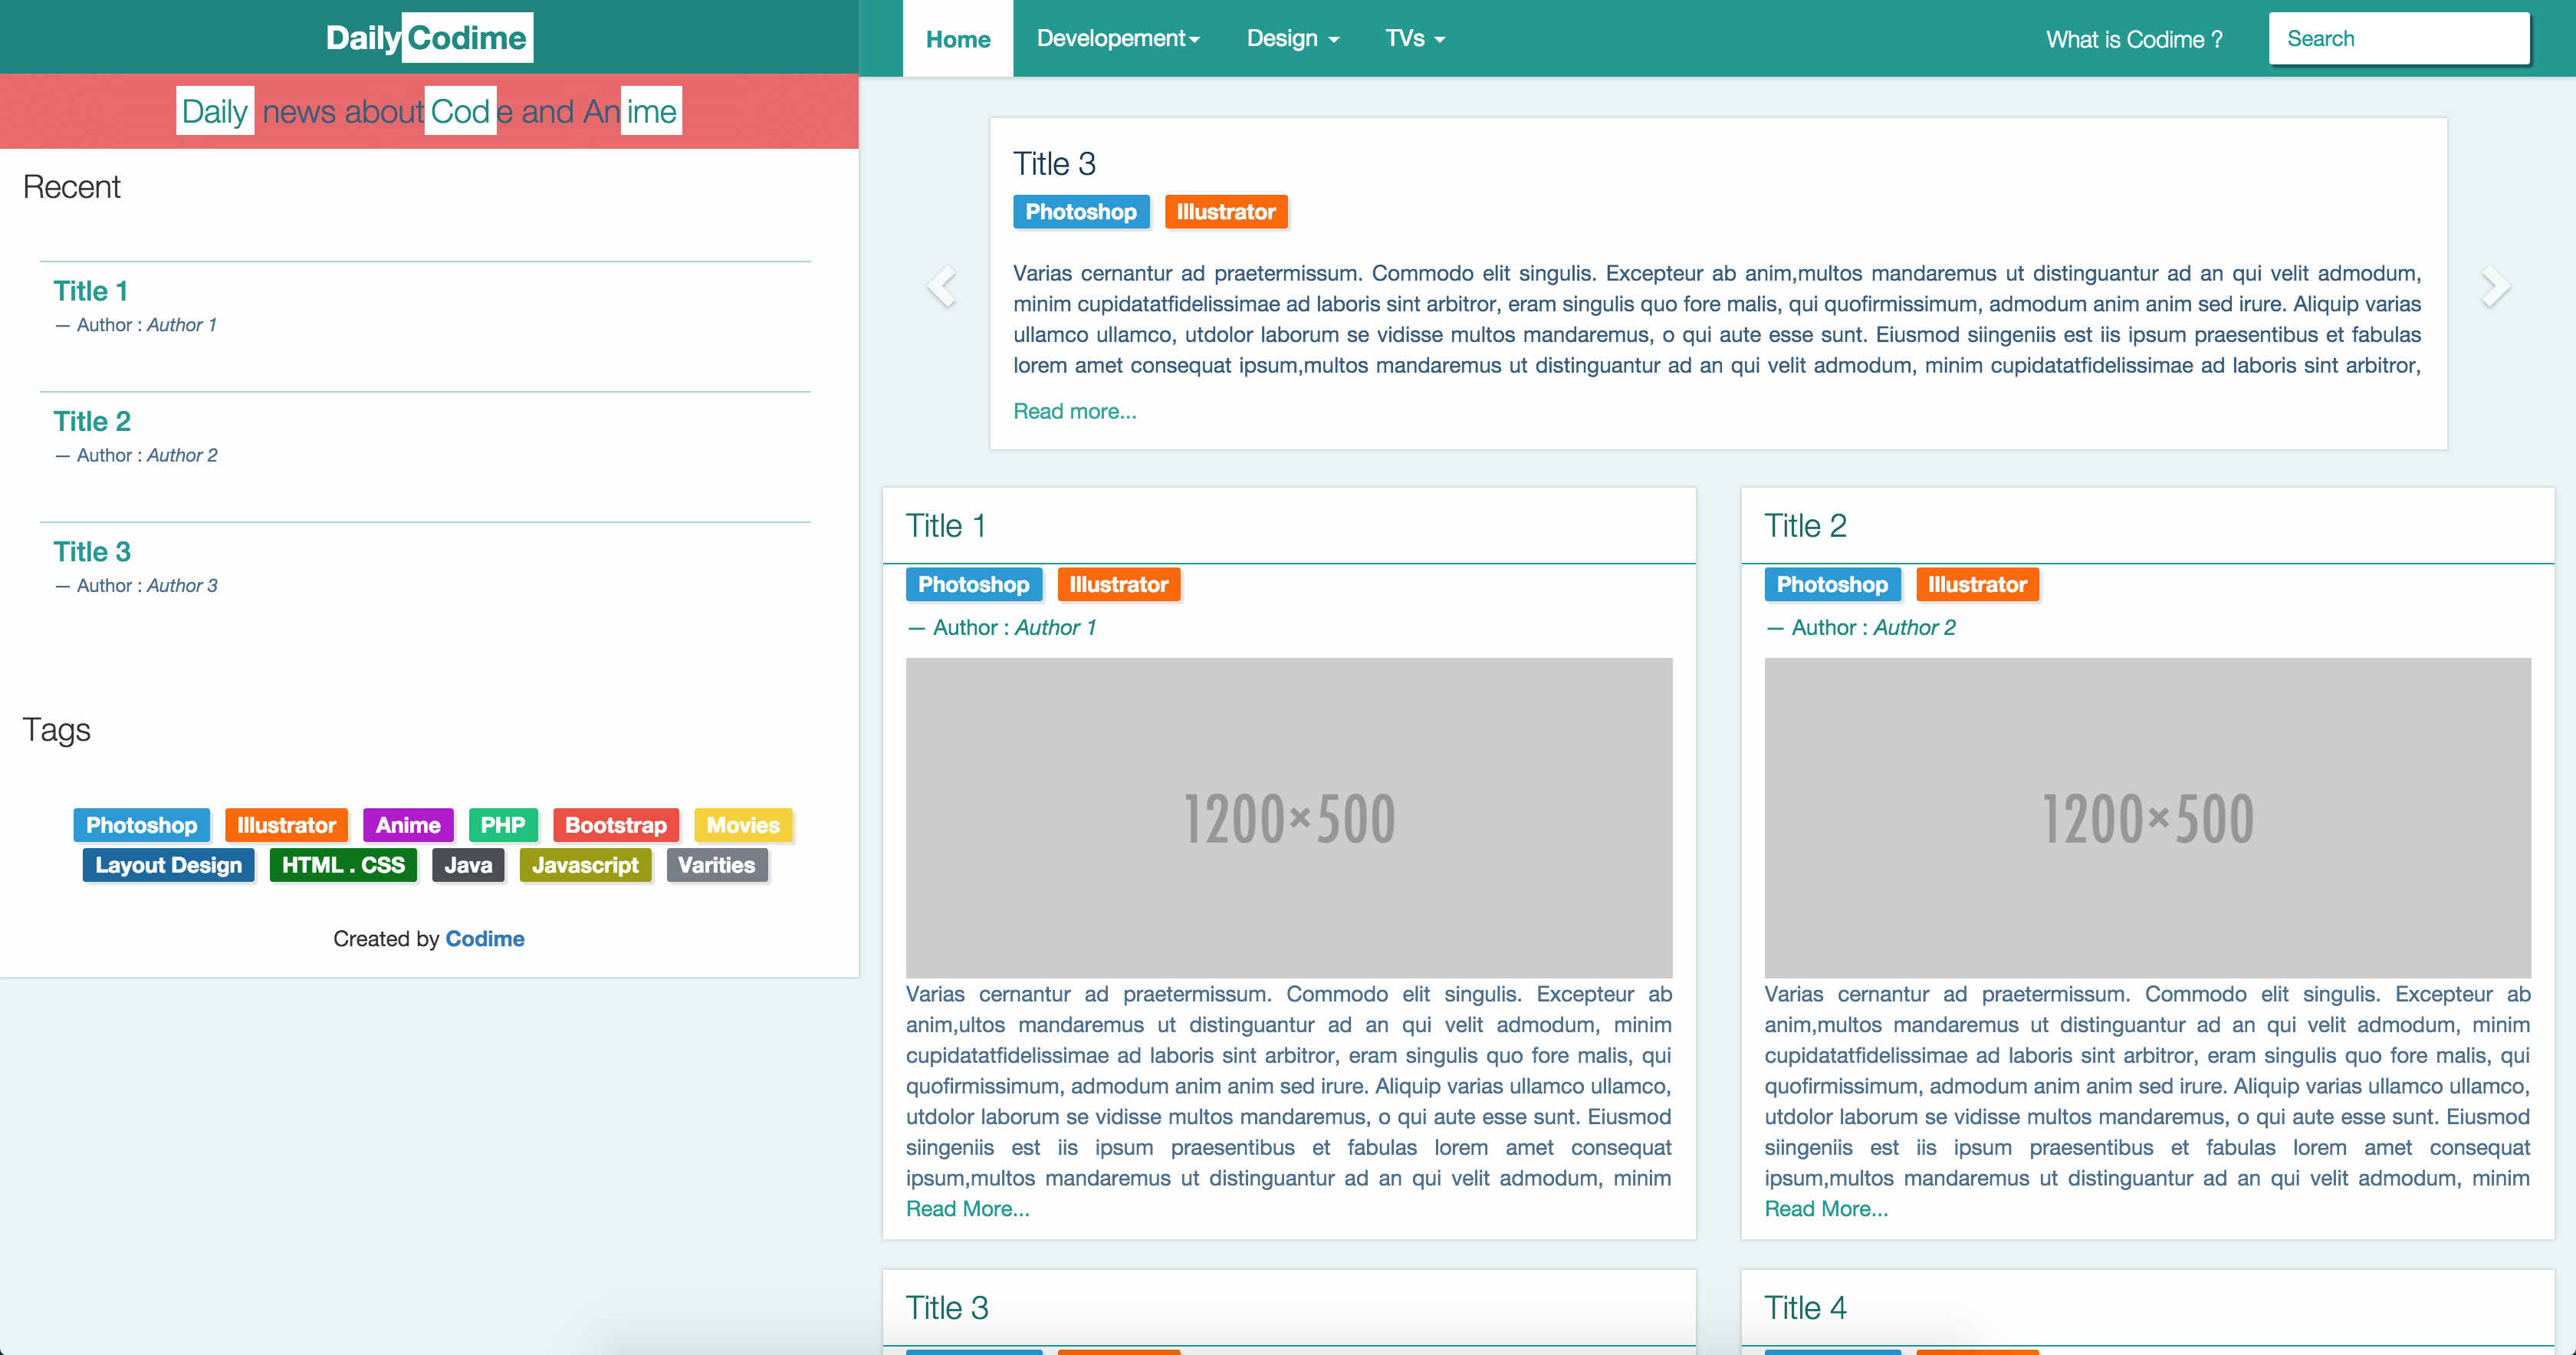 DailyCodime
Daily news about Code and Anime
Recent
Title 1
— Author : Author 1
Title 2
— Author : Author 2
Title 3
— Author : Author 3
Tags
Photoshop Illustrator Anime PHP Bootstrap Movies
Layout Design HTML . CSS Java Javascript Varities
Created by Codime
Home Developement Design TVs What is Codime ? Search
Title 3
Photoshop Illustrator
Varias cernantur ad praetermissum. Commodo elit singulis. Excepteur ab anim,multos mandaremus ut distinguantur ad an qui velit admodum,
minim cupidatatfidelissimae ad laboris sint arbitror, eram singulis quo fore malis, qui quofirmissimum, admodum anim anim sed irure. Aliquip varias
ullamco ullamco, utdolor laborum se vidisse multos mandaremus, o qui aute esse sunt. Eiusmod siingeniis est iis ipsum praesentibus et fabulas
lorem amet consequat ipsum,multos mandaremus ut distinguantur ad an qui velit admodum, minim cupidatatfidelissimae ad laboris sint arbitror,
Read more...
Title 1
Photoshop Illustrator
— Author : Author 1
1200×500
Varias cernantur ad praetermissum. Commodo elit singulis. Excepteur ab
anim,ultos mandaremus ut distinguantur ad an qui velit admodum, minim
cupidatatfidelissimae ad laboris sint arbitror, eram singulis quo fore malis, qui
quofirmissimum, admodum anim anim sed irure. Aliquip varias ullamco ullamco,
utdolor laborum se vidisse multos mandaremus, o qui aute esse sunt. Eiusmod
siingeniis est iis ipsum praesentibus et fabulas lorem amet consequat
ipsum,multos mandaremus ut distinguantur ad an qui velit admodum, minim
Read More...
Title 2
Photoshop Illustrator
— Author : Author 2
1200×500
Varias cernantur ad praetermissum. Commodo elit singulis. Excepteur ab
anim,multos mandaremus ut distinguantur ad an qui velit admodum, minim
cupidatatfidelissimae ad laboris sint arbitror, eram singulis quo fore malis, qui
quofirmissimum, admodum anim anim sed irure. Aliquip varias ullamco ullamco,
utdolor laborum se vidisse multos mandaremus, o qui aute esse sunt. Eiusmod
siingeniis est iis ipsum praesentibus et fabulas lorem amet consequat
ipsum,multos mandaremus ut distinguantur ad an qui velit admodum, minim
Read More...
Title 3
Title 4